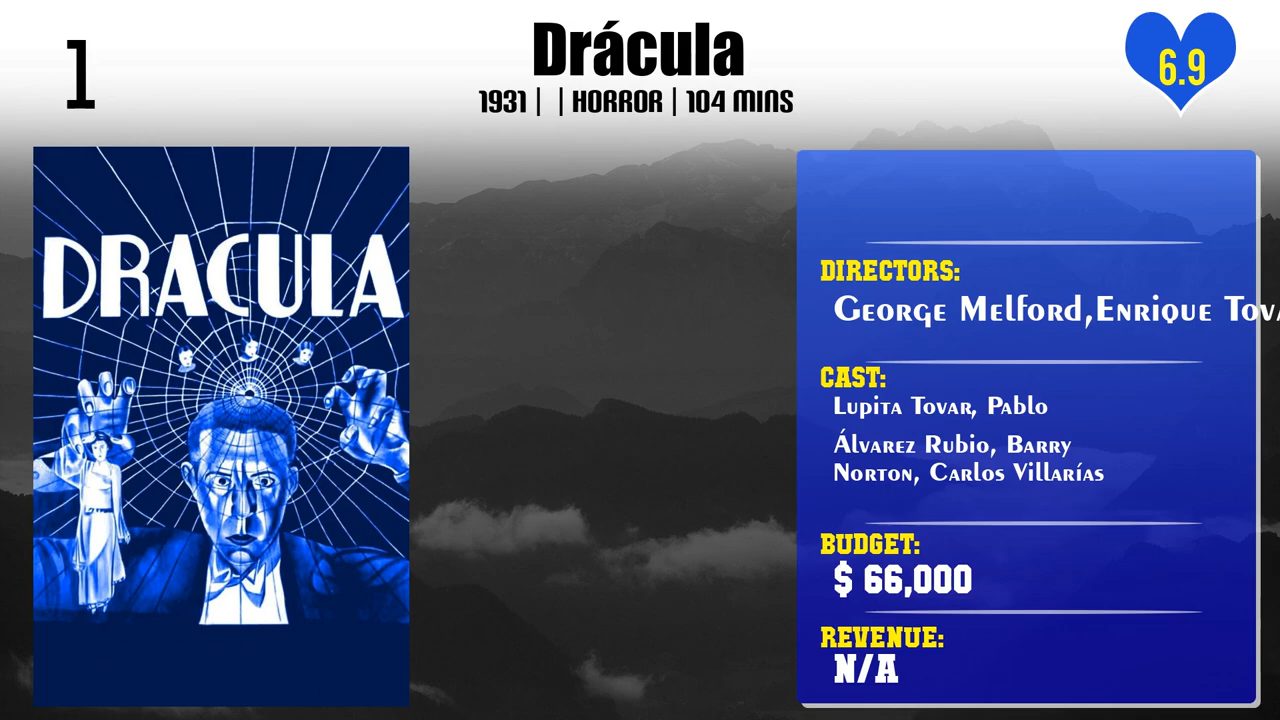 1
Drácula
6.9
1931 | | HORROR | 104 MINS
DRACULA
DIRECTORS:
George Melford,Enrique
CAST:
Lupita Tovar, Pablo
Álvarez Rubio, Barry
Norton, Carlos Villarías
BUDGET:
$ 66,000
REVENUE:
N/A